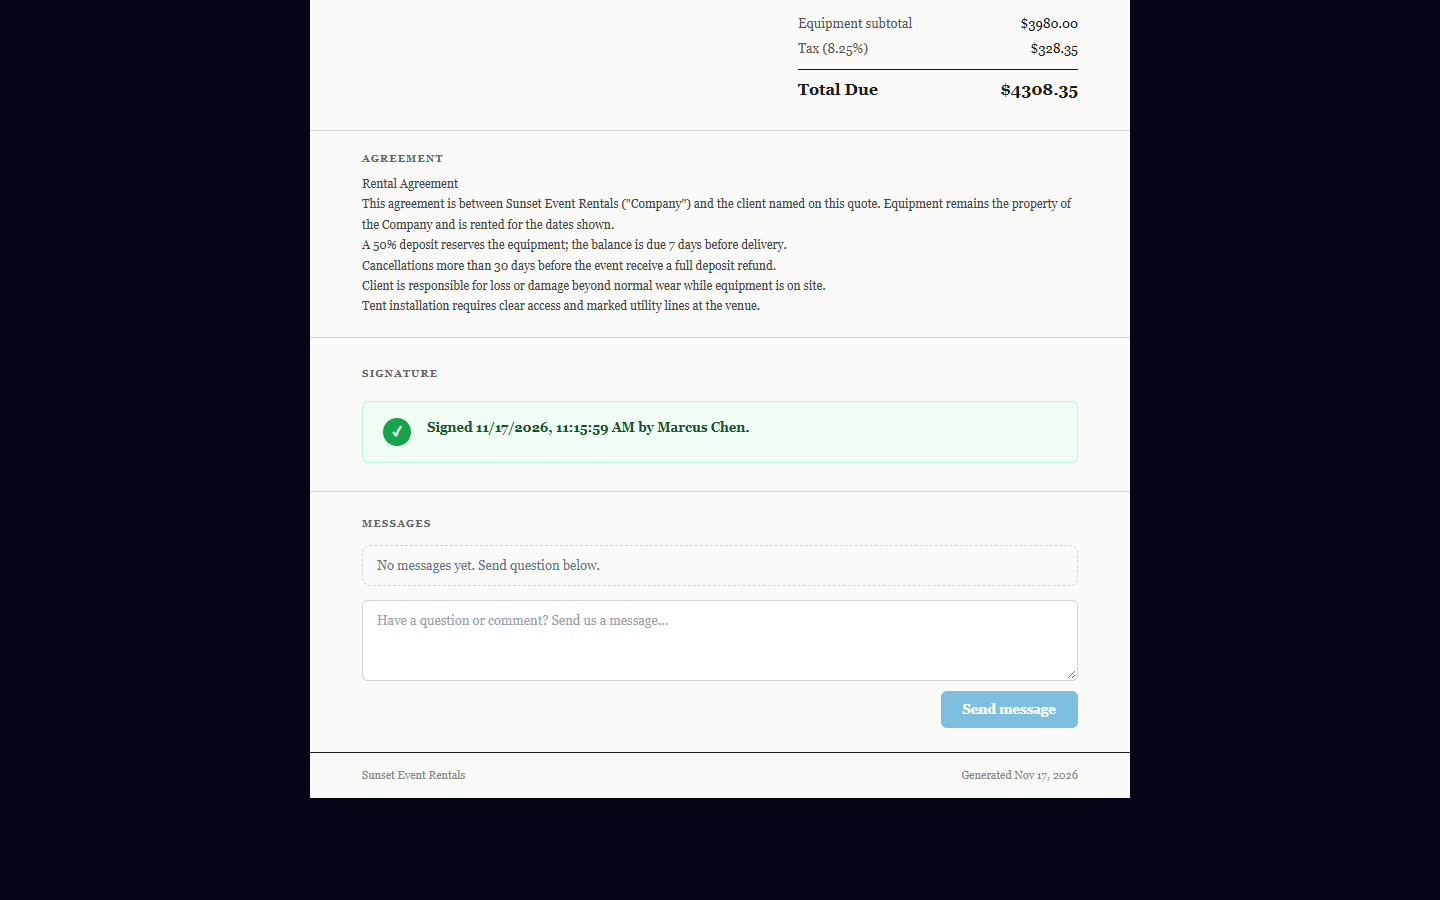 Equipment subtotal $3980.00
Tax (8.25%) $328.35
Total Due $4308.35
AGREEMENT
Rental Agreement
This agreement is between Sunset Event Rentals ("Company") and the client named on this quote. Equipment remains the property of
the Company and is rented for the dates shown.
A 50% deposit reserves the equipment; the balance is due 7 days before delivery.
Cancellations more than 30 days before the event receive a full deposit refund.
Client is responsible for loss or damage beyond normal wear while equipment is on site.
Tent installation requires clear access and marked utility lines at the venue.
SIGNATURE
Signed 11/17/2026, 11:15:59 AM by Marcus Chen.
MESSAGES
No messages yet. Send question below.
Have a question or comment? Send us a message...
Send message
Sunset Event Rentals Generated Nov 17, 2026